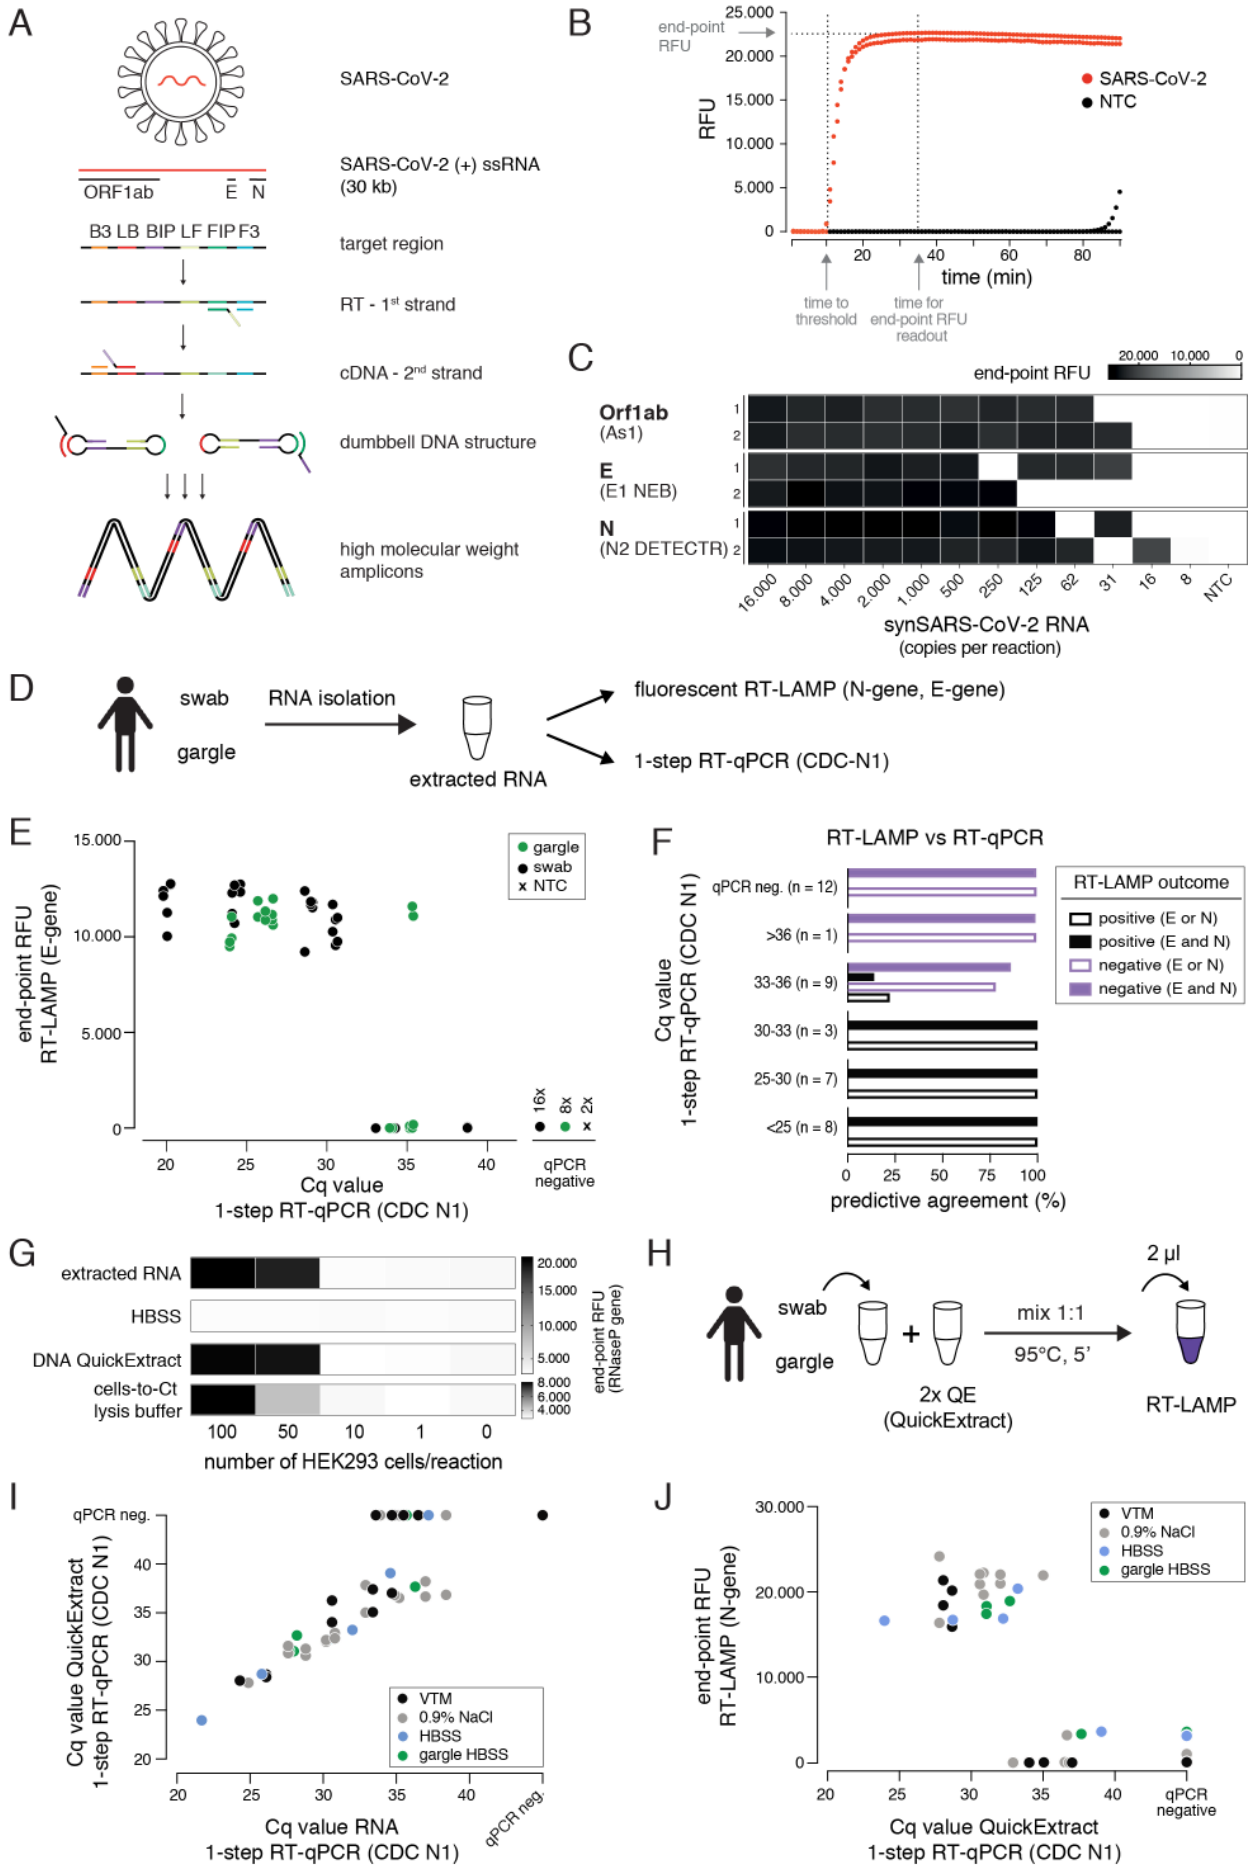 A
SARS-CoV-2
SARS-CoV-2 (+) ssRNA
(30 kb)
ORF1ab
E
N
B3 LB BIP LF FIP F3
target region
RT - 1st strand
cDNA - 2nd strand
dumbbell DNA structure
high molecular weight
amplicons
B
end-point
RFU
RFU
25.000
20.000
15.000
10.000
5.000
0
SARS-CoV-2
NTC
20 40 60 80
time (min)
time to
threshold
time for
end-point RFU
readout
C
end-point RFU
20.000 10.000 0
Orf1ab
(As1)
1
2
E
(E1 NEB)
1
2
N
(N2 DETECTR)
1
2
16.000 8.000 4.000 2.000 1.000 500 250 125 62 31 16 8 NTC
synSARS-CoV-2 RNA
(copies per reaction)
D
swab
gargle
RNA isolation
extracted RNA
fluorescent RT-LAMP (N-gene, E-gene)
1-step RT-qPCR (CDC-N1)
E
end-point RFU
RT-LAMP (E-gene)
15.000
10.000
5.000
0
gargle
swab
NTC
16x 8x 2x
20 25 30 35 40
qPCR
negative
Cq value
1-step RT-qPCR (CDC N1)
F
RT-LAMP vs RT-qPCR
Cq value
1-step RT-qPCR (CDC N1)
qPCR neg. (n = 12)
>36 (n = 1)
33-36 (n = 9)
30-33 (n = 3)
25-30 (n = 7)
<25 (n = 8)
0 25 50 75 100
predictive agreement (%)
RT-LAMP outcome
positive (E or N)
positive (E and N)
negative (E or N)
negative (E and N)
G
extracted RNA
HBSS
DNA QuickExtract
cells-to-Ct
lysis buffer
100 50 10 1 0
number of HEK293 cells/reaction
20.000
15.000
10.000
5.000
8.000
6.000
4.000
end-point RFU
(RNaseP gene)
H
swab
gargle
+
2x QE
(QuickExtract)
mix 1:1
95°C, 5’
2 µl
RT-LAMP
I
Cq value QuickExtract
1-step RT-qPCR (CDC N1)
qPCR neg.
40
35
30
25
20
VTM
0.9% NaCl
HBSS
gargle HBSS
20 25 30 35 40 qPCR neg.
Cq value RNA
1-step RT-qPCR (CDC N1)
J
end-point RFU
RT-LAMP (N-gene)
30.000
20.000
10.000
0
VTM
0.9% NaCl
HBSS
gargle HBSS
20 25 30 35 40
qPCR
negative
Cq value QuickExtract
1-step RT-qPCR (CDC N1)